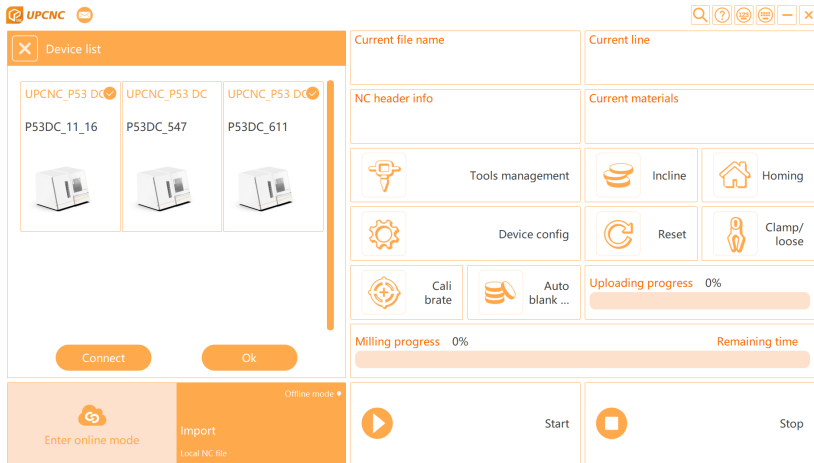 UPCNC
Device list
UPCNC_P53 DC
UPCNC_P53 DC
UPCNC_P53 DC
P53DC_11_16
P53DC_547
P53DC_611
Connect
Ok
Enter online mode
Offline mode
Import
Local NC file
Current file name
Current line
NC header info
Current materials
Tools management
Incline
Homing
Device config
Reset
Clamp/
loose
Cali
brate
Auto
blank ...
Uploading progress 0%
Milling progress 0%
Remaining time
Start
Stop